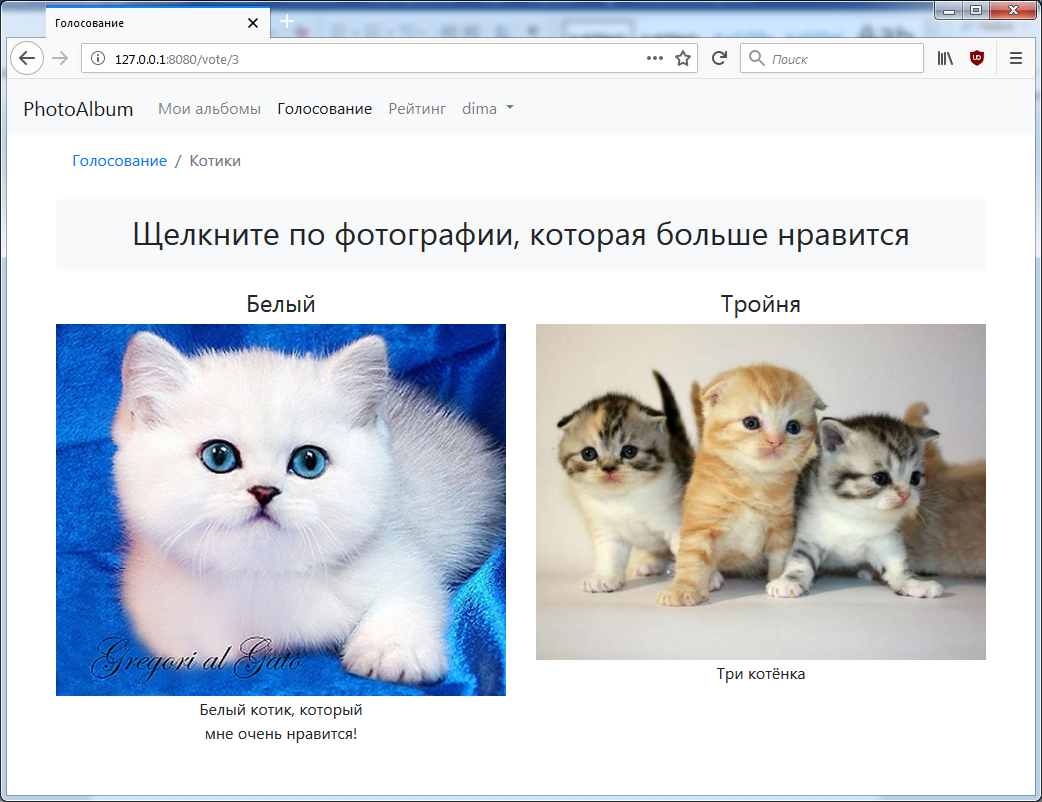 Голосование
127.0.0.1:8080/vote/3
Поиск
PhotoAlbum Мои альбомы Голосование Рейтинг dima
Голосование / Котики
Щелкните по фотографии, которая больше нравится
Белый
Gregori al Gato
Белый котик, который
мне очень нравится!
Тройня
Три котёнка